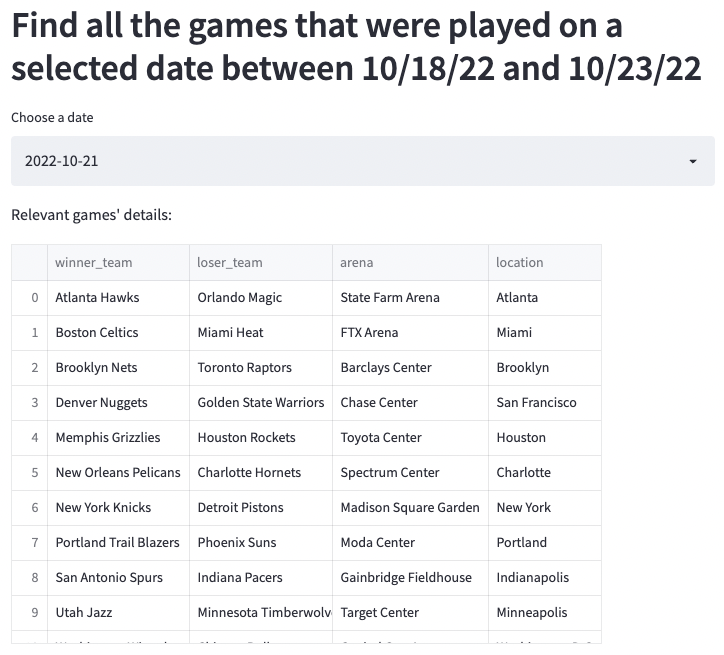 Find all the games that were played on a
selected date between 10/18/22 and 10/23/22
Choose a date
2022-10-21
Relevant games' details:
winner_team loser_team arena location
0 Atlanta Hawks Orlando Magic State Farm Arena Atlanta
1 Boston Celtics Miami Heat FTX Arena Miami
2 Brooklyn Nets Toronto Raptors Barclays Center Brooklyn
3 Denver Nuggets Golden State Warriors Chase Center San Francisco
4 Memphis Grizzlies Houston Rockets Toyota Center Houston
5 New Orleans Pelicans Charlotte Hornets Spectrum Center Charlotte
6 New York Knicks Detroit Pistons Madison Square Garden New York
7 Portland Trail Blazers Phoenix Suns Moda Center Portland
8 San Antonio Spurs Indiana Pacers Gainbridge Fieldhouse Indianapolis
9 Utah Jazz Minnesota Timberwolv Target Center Minneapolis